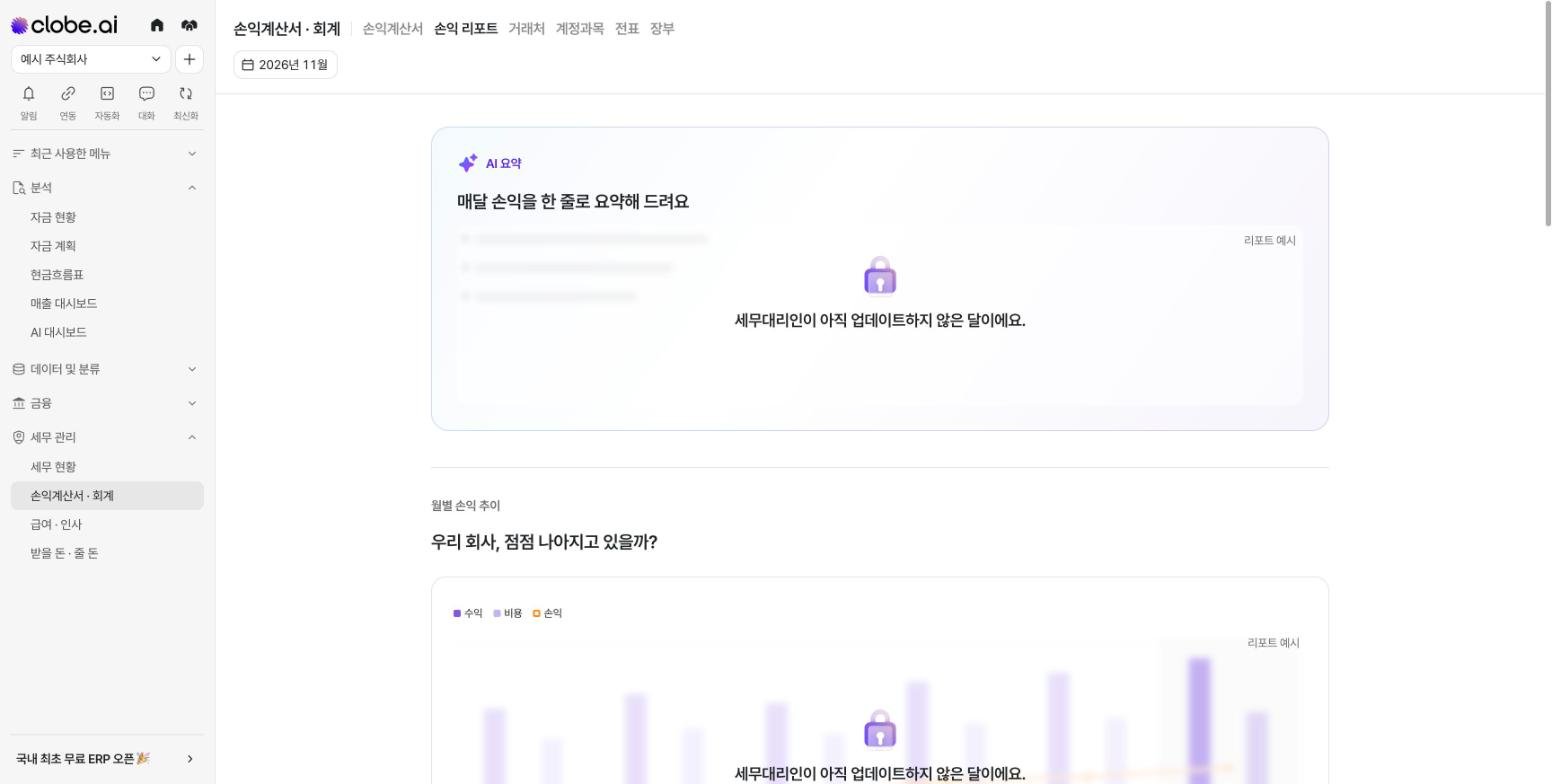 clobe.ai
예시 주식회사
알림 연동 자동화 대화 최신화
최근 사용한 메뉴
분석
자금 현황
자금 계획
현금흐름표
매출 대시보드
AI 대시보드
데이터 및 분류
금융
세무 관리
세무 현황
손익계산서 · 회계
급여 · 인사
받을 돈 · 줄 돈
국내 최초 무료 ERP 오픈🎉
손익계산서 · 회계 손익계산서 손익 리포트 거래처 계정과목 전표 장부
2026년 11월
AI 요약
매달 손익을 한 줄로 요약해 드려요
리포트 예시
세무대리인이 아직 업데이트하지 않은 달이에요.
월별 손익 추이
우리 회사, 점점 나아지고 있을까?
수익 비용 손익
리포트 예시
세무대리인이 아직 업데이트하지 않은 달이에요.